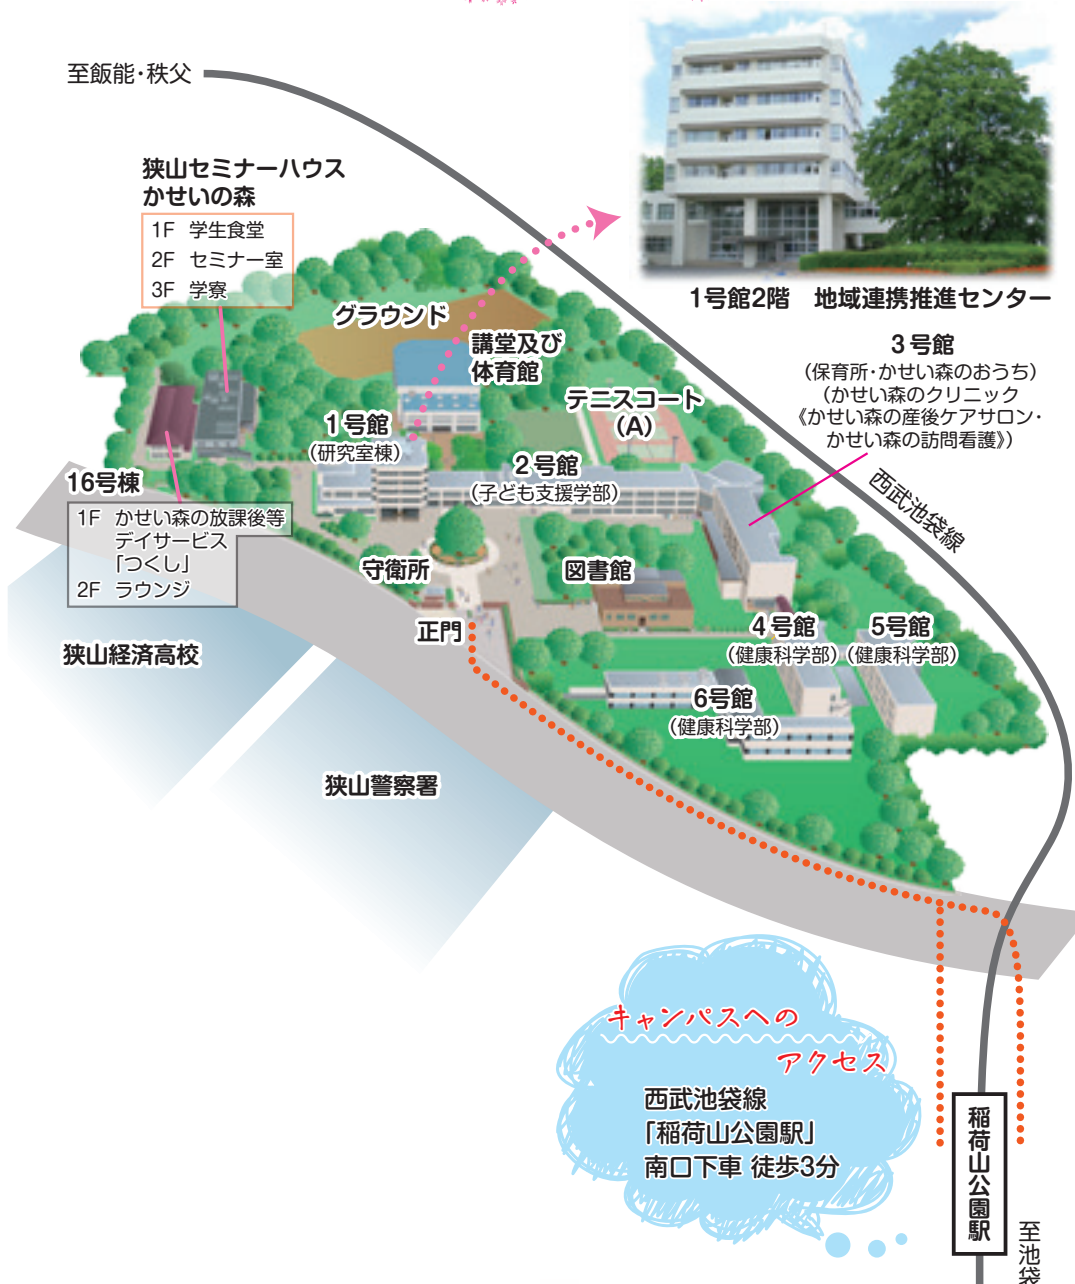 至飯能・秩父
狭山セミナーハウス
かせいの森
1F 学生食堂
2F セミナー室
3F 学寮
1号館2階 地域連携推進センター
グラウンド
講堂及び
体育館
3号館
(保育所・かせい森のおうち)
(かせい森のクリニック
《かせい森の産後ケアサロン・
かせい森の訪問看護》)
テニスコート
(A)
1号館
(研究室棟)
2号館
(子ども支援学部)
西武池袋線
16号棟
1F かせい森の放課後等
デイサービス
「つくし」
2F ラウンジ
守衛所
図書館
正門
4号館
(健康科学部)
5号館
(健康科学部)
狭山経済高校
6号館
(健康科学部)
狭山警察署
キャンパスへの
アクセス
西武池袋線
「稲荷山公園駅」
南口下車 徒歩3分
稲荷山公園駅
至池袋